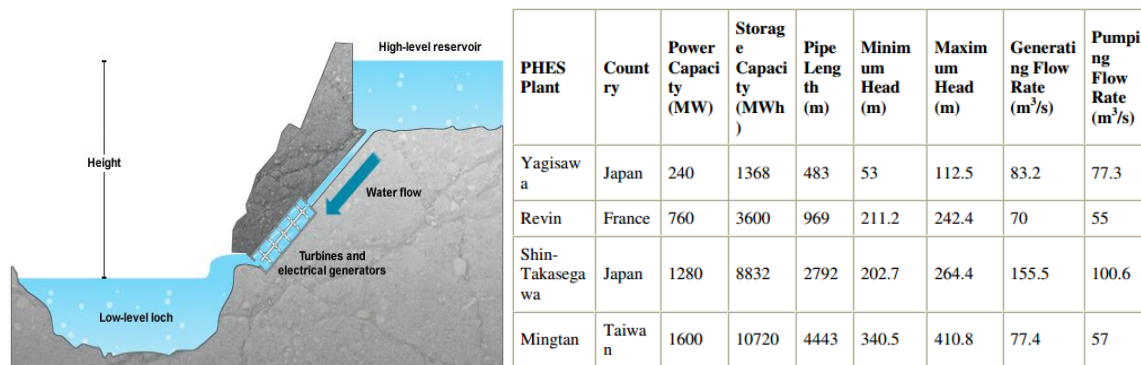 High-level reservoir
Height
Water flow
Turbines and
electrical generators
Low-level loch
PHES
Plant
Count
ry
Power
Capaci
ty
(MW)
Storag
e
Capaci
ty
(MWh
)
Pipe
Leng
th
(m)
Minim
um
Head
(m)
Maxim
um
Head
(m)
Generati
ng Flow
Rate
(m³/s)
Pumpi
ng
Flow
Rate
(m³/s)
Yagisaw
a
Japan
240
1368
483
53
112.5
83.2
77.3
Revin
France
760
3600
969
211.2
242.4
70
55
Shin-
Takasega
wa
Japan
1280
8832
2792
202.7
264.4
155.5
100.6
Mingtan
Taiwa
n
1600
10720
4443
340.5
410.8
77.4
57